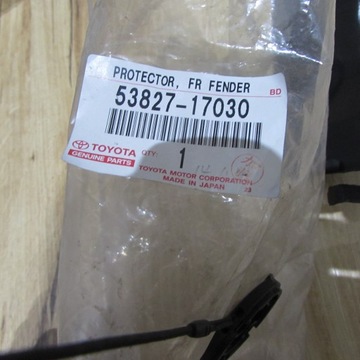 PROTECTOR, FR FENDER
BD
53827-17030
TOYOTA
GENUINE PARTS
QTY.
1
TOYOTA MOTOR CORPORATION
MADE IN JAPAN